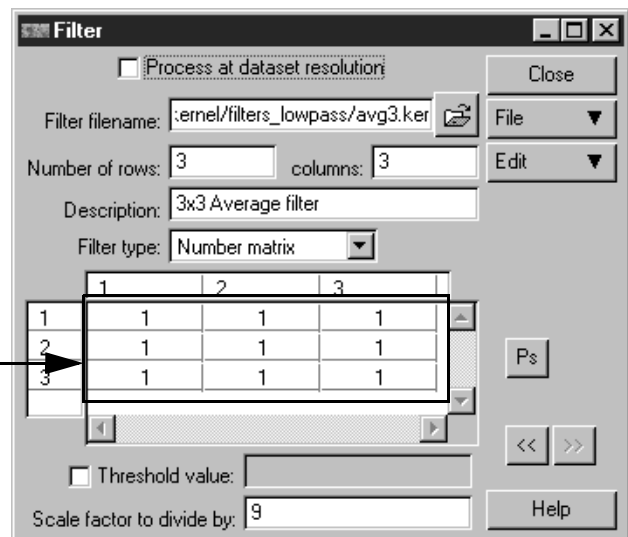 Filter
Process at dataset resolution
Close
Filter filename: :ernel/filters_lowpass/avg3.ker
File
Number of rows: 3 columns: 3
Edit
Description: 3x3 Average filter
Filter type: Number matrix
1 2 3
1 1 1 1
2 1 1 1
3 1 1 1
Ps
<< >>
Threshold value:
Scale factor to divide by: 9
Help